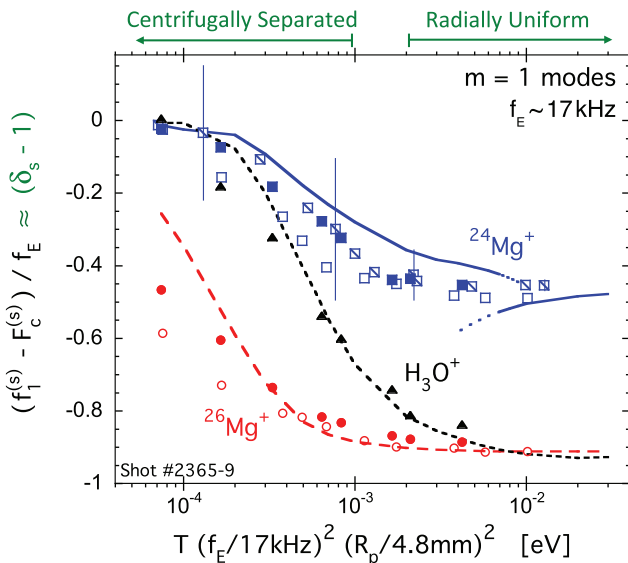 Centrifugally Separated
Radially Uniform
m = 1 modes
f_E ~ 17kHz
(f_1^(s) - F_c^(s)) / f_E ≈ (δ_s - 1)
0
-0.2
-0.4
-0.6
-0.8
-1
²⁴Mg⁺
H₃O⁺
²⁶Mg⁺
Shot #2365-9
10⁻⁴
10⁻³
10⁻²
T (f_E/17kHz)² (R_p/4.8mm)² [eV]